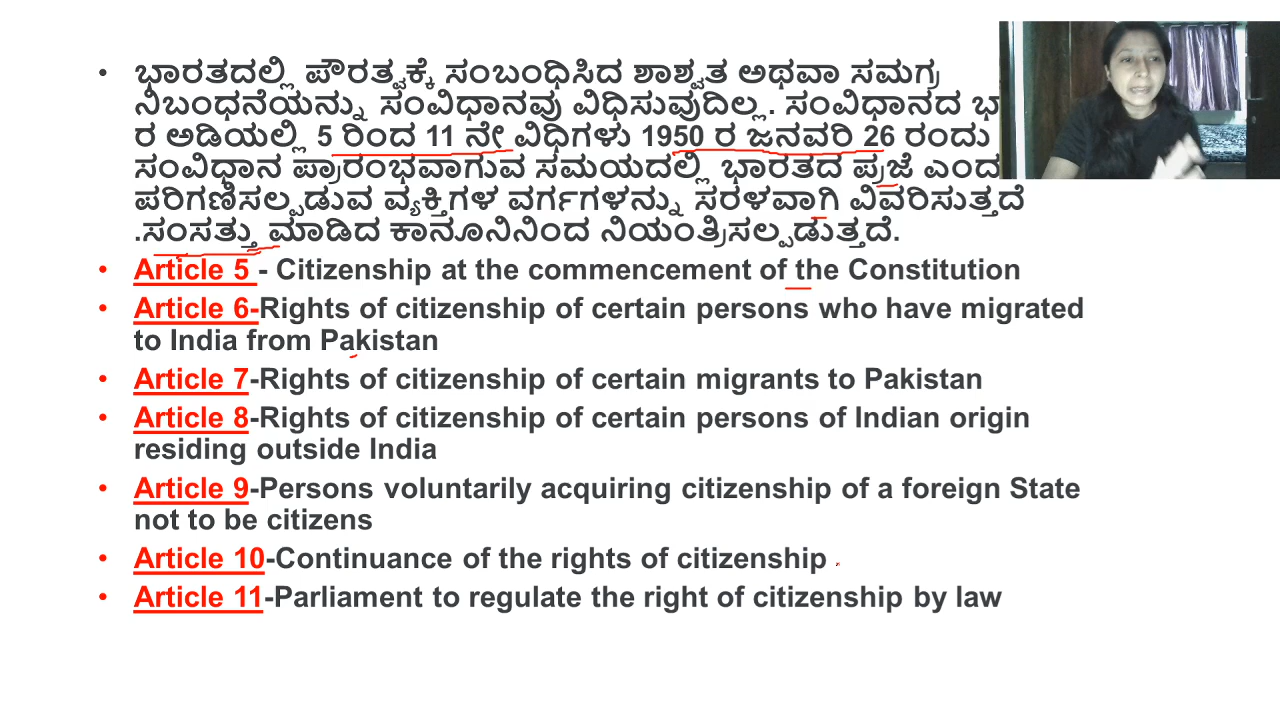 • ಭಾರತದಲ್ಲಿ ಪೌರತ್ವಕ್ಕೆ ಸಂಬಂಧಿಸಿದ ಶಾಶ್ವತ ಅಥವಾ ಸಮಗ್ರ
ನಿಬಂಧನೆಯನ್ನು ಸಂವಿಧಾನವು ವಿಧಿಸುವುದಿಲ್ಲ. ಸಂವಿಧಾನದ
ರ ಅಡಿಯಲ್ಲಿ 5 ರಿಂದ 11 ನೇ ವಿಧಿಗಳು 1950 ರ ಜನವರಿ 26 ರಂದು
ಸಂವಿಧಾನ ಪ್ರಾರಂಭವಾಗುವ ಸಮಯದಲ್ಲಿ ಭಾರತದ ಪ್ರಜೆ ಎಂದ
ಪರಿಗಣಿಸಲ್ಪಡುವ ವ್ಯಕ್ತಿಗಳ ವರ್ಗಗಳನ್ನು ಸರಳವಾಗಿ ವಿವರಿಸುತ್ತದೆ
.ಸಂಸತ್ತು ಮಾಡಿದ ಕಾನೂನಿನಿಂದ ನಿಯಂತ್ರಿಸಲ್ಪಡುತ್ತದೆ.
• Article 5 - Citizenship at the commencement of the Constitution
• Article 6-Rights of citizenship of certain persons who have migrated
to India from Pakistan
• Article 7-Rights of citizenship of certain migrants to Pakistan
• Article 8-Rights of citizenship of certain persons of Indian origin
residing outside India
• Article 9-Persons voluntarily acquiring citizenship of a foreign State
not to be citizens
• Article 10-Continuance of the rights of citizenship
• Article 11-Parliament to regulate the right of citizenship by law